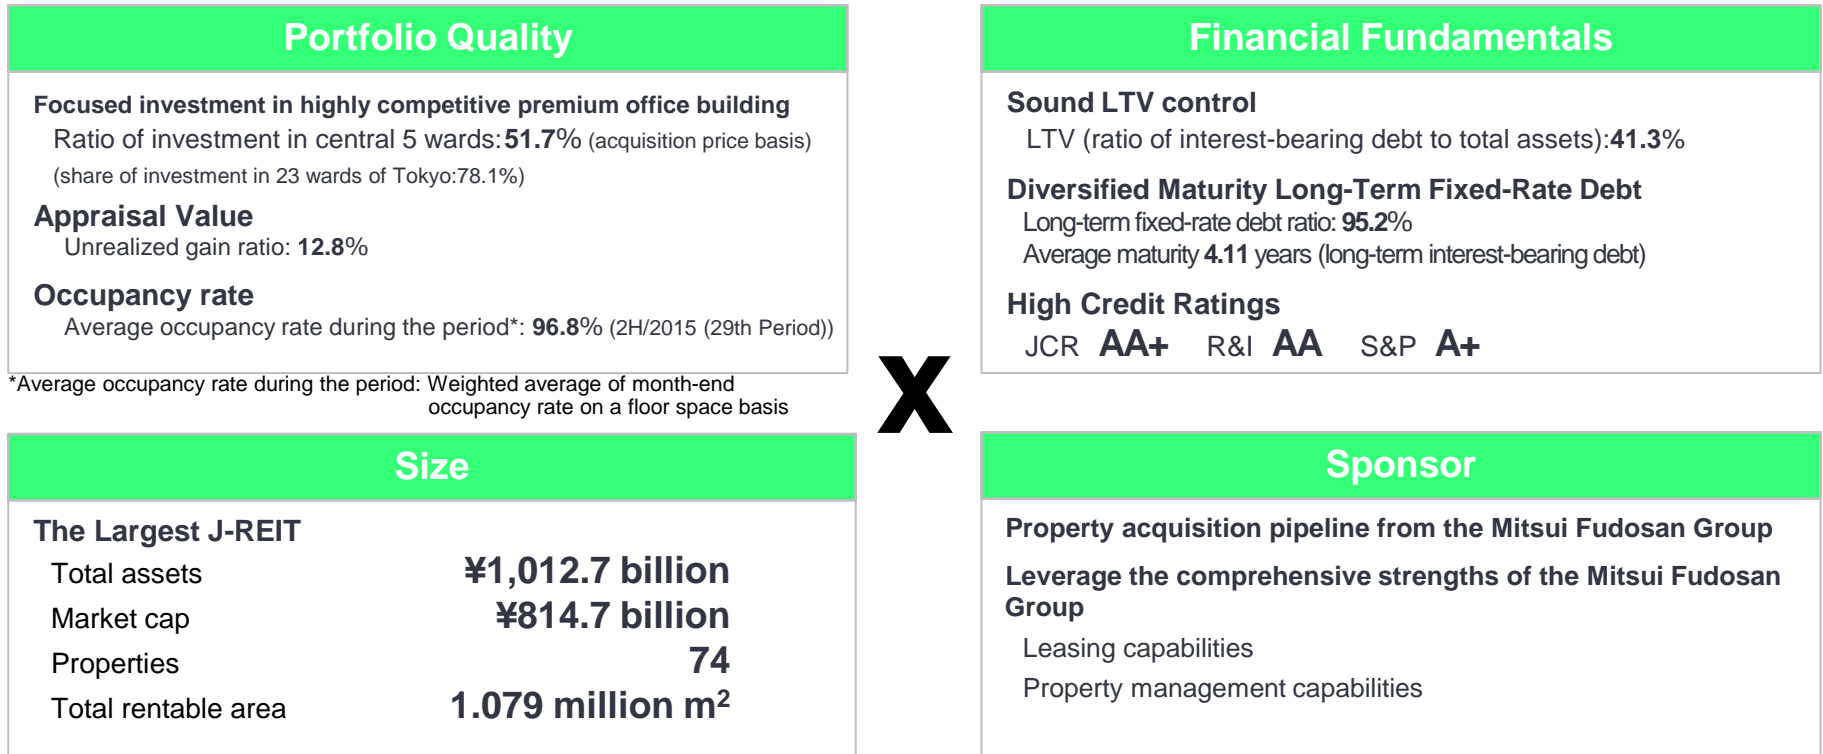 Portfolio Quality
Focused investment in highly competitive premium office building
Ratio of investment in central 5 wards:51.7% (acquisition price basis)
(share of investment in 23 wards of Tokyo:78.1%)
Appraisal Value
Unrealized gain ratio: 12.8%
Occupancy rate
Average occupancy rate during the period*: 96.8% (2H/2015 (29th Period))
*Average occupancy rate during the period: Weighted average of month-end
occupancy rate on a floor space basis
Financial Fundamentals
Sound LTV control
LTV (ratio of interest-bearing debt to total assets):41.3%
Diversified Maturity Long-Term Fixed-Rate Debt
Long-term fixed-rate debt ratio: 95.2%
Average maturity 4.11 years (long-term interest-bearing debt)
High Credit Ratings
JCR AA+ R&I AA S&P A+
x
Size
The Largest J-REIT
Total assets ¥1,012.7 billion
Market cap ¥814.7 billion
Properties 74
Total rentable area 1.079 million m²
Sponsor
Property acquisition pipeline from the Mitsui Fudosan Group
Leverage the comprehensive strengths of the Mitsui Fudosan
Group
Leasing capabilities
Property management capabilities